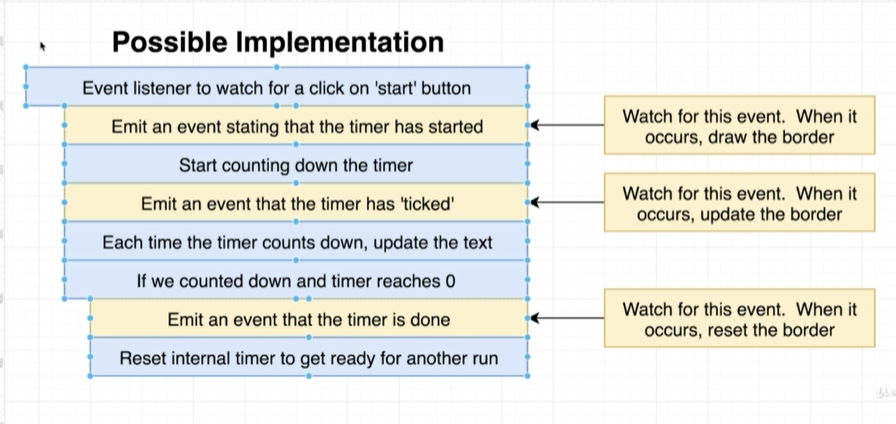 Possible Implementation
Event listener to watch for a click on 'start' button
Emit an event stating that the timer has started
Start counting down the timer
Emit an event that the timer has 'ticked'
Each time the timer counts down, update the text
If we counted down and timer reaches 0
Emit an event that the timer is done
Reset internal timer to get ready for another run
Watch for this event.  When it
occurs, draw the border
Watch for this event.  When it
occurs, update the border
Watch for this event.  When it
occurs, reset the border